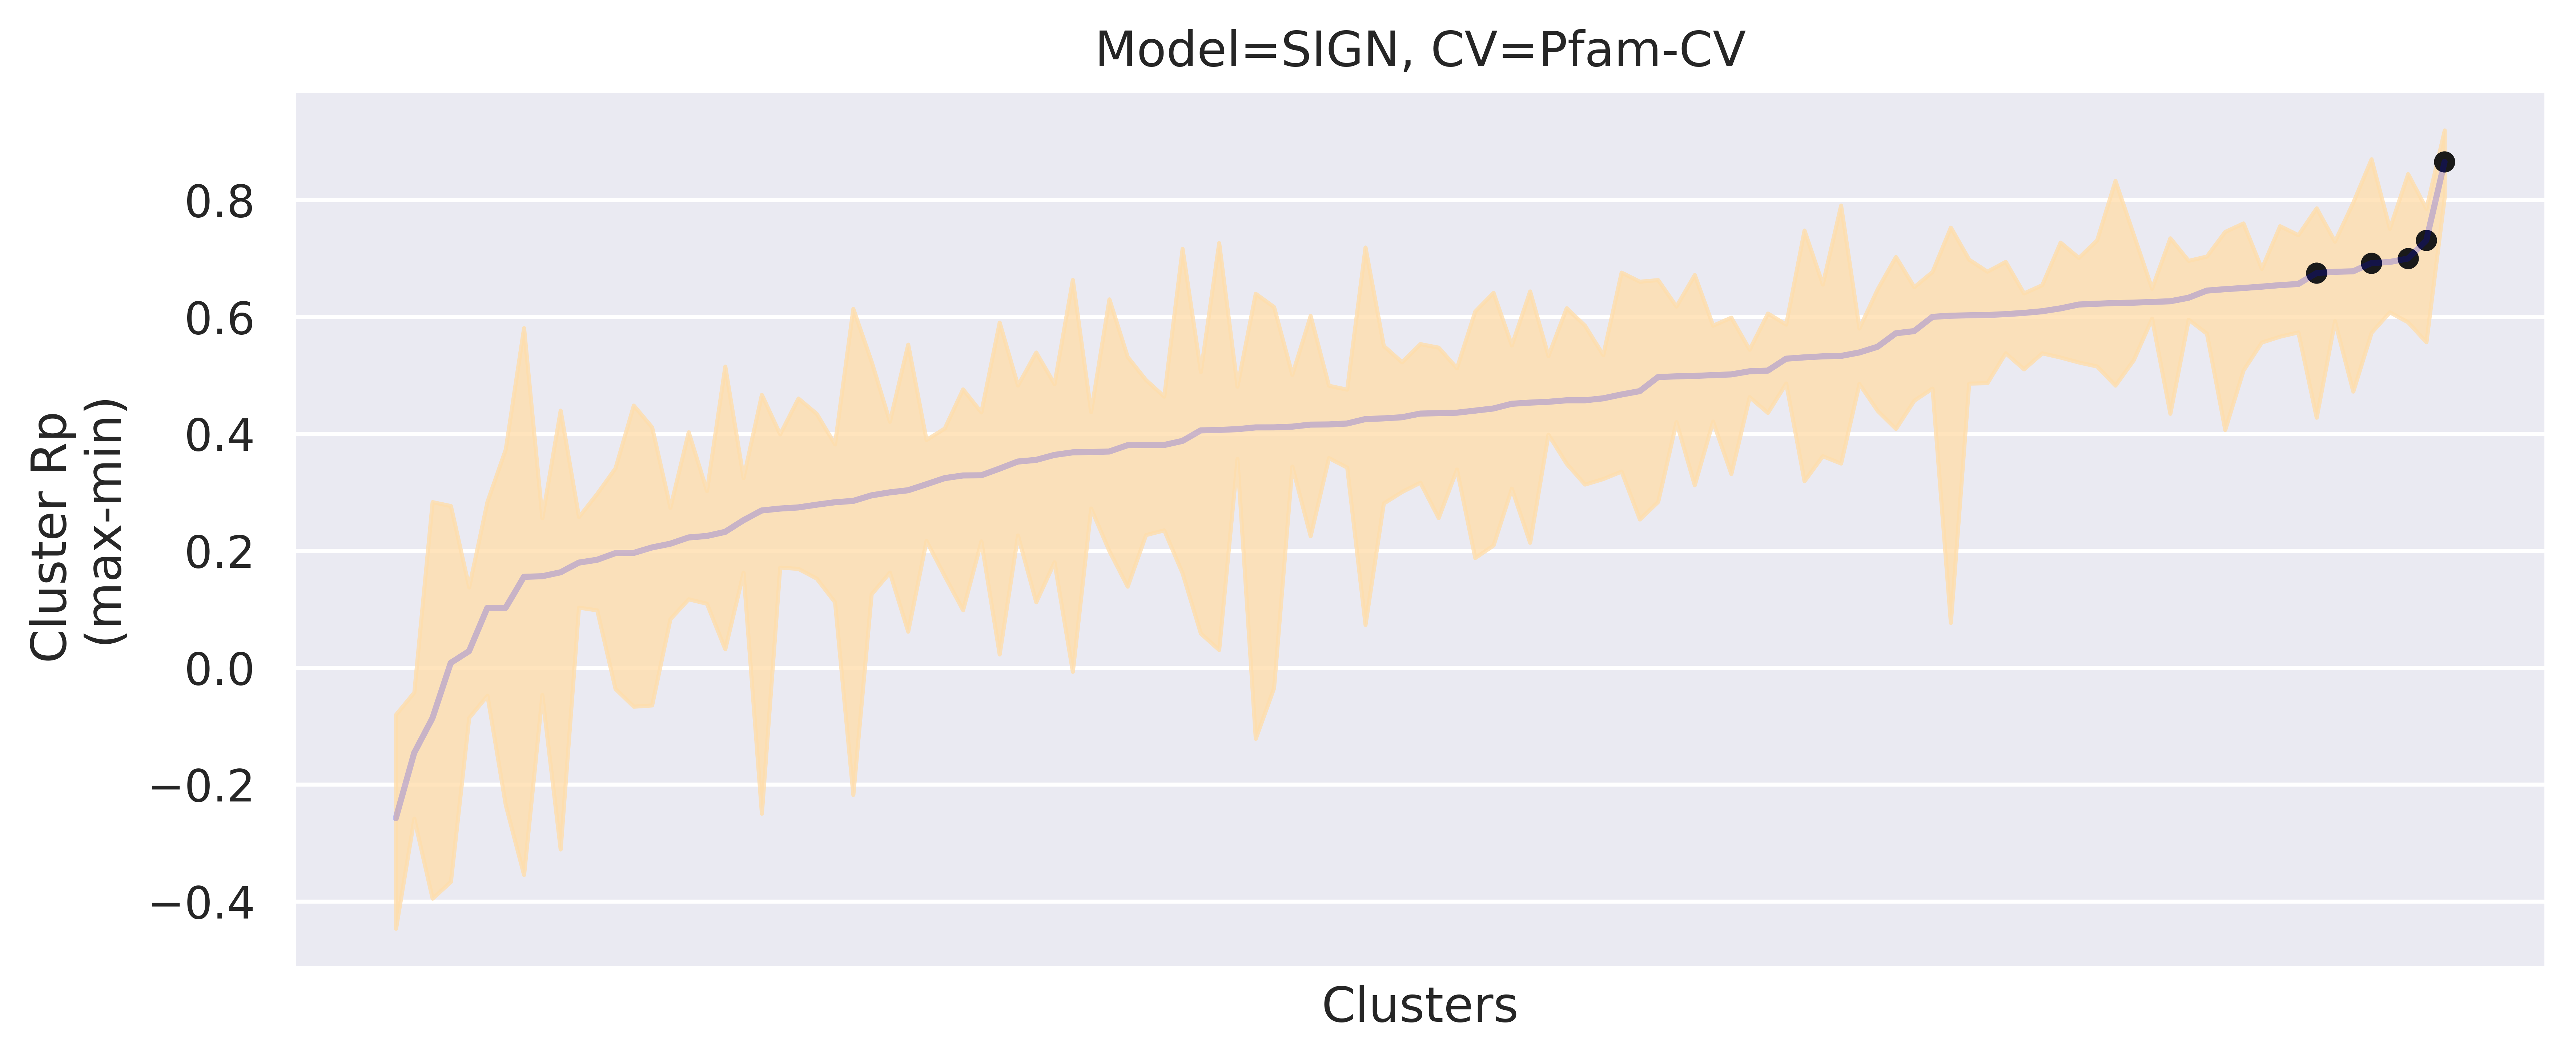 Model=SIGN, CV=Pfam-CV
Cluster Rp
(max-min)
0.8
0.6
0.4
0.2
0.0
−0.2
−0.4
Clusters